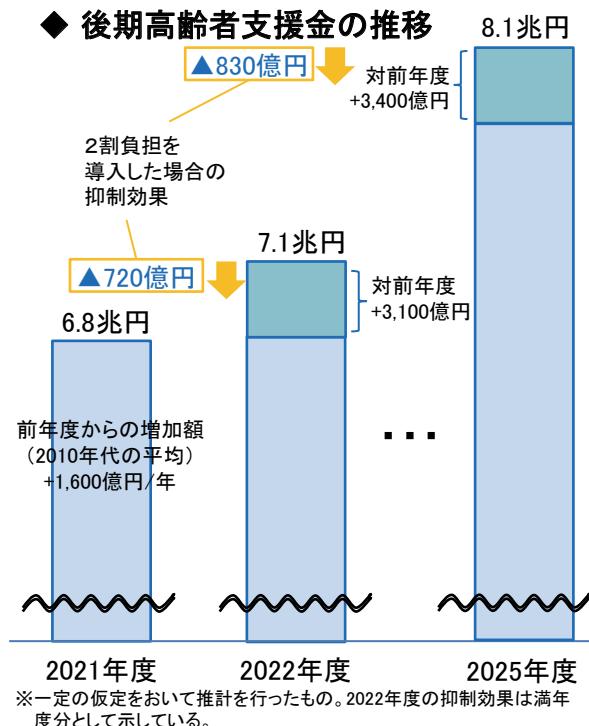 ◆ 後期高齢者支援金の推移
8.1兆円
▲830億円
対前年度
+3,400億円
2割負担を
導入した場合の
抑制効果
7.1兆円
▲720億円
対前年度
+3,100億円
6.8兆円
前年度からの増加額
(2010年代の平均)
+1,600億円/年
・・・
2021年度
2022年度
2025年度
※一定の仮定をおいて推計を行ったもの。2022年度の抑制効果は満年
度分として示している。